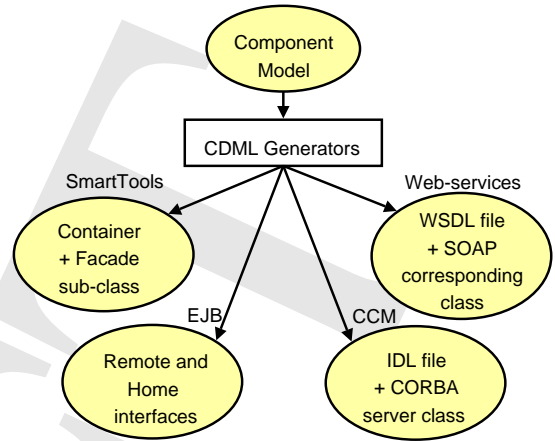 Component
Model
CDML Generators
SmartTools
Web-services
Container
+ Facade
sub-class
WSDL file
+ SOAP
corresponding
class
EJB
CCM
Remote and
Home
interfaces
IDL file
+ CORBA
server class